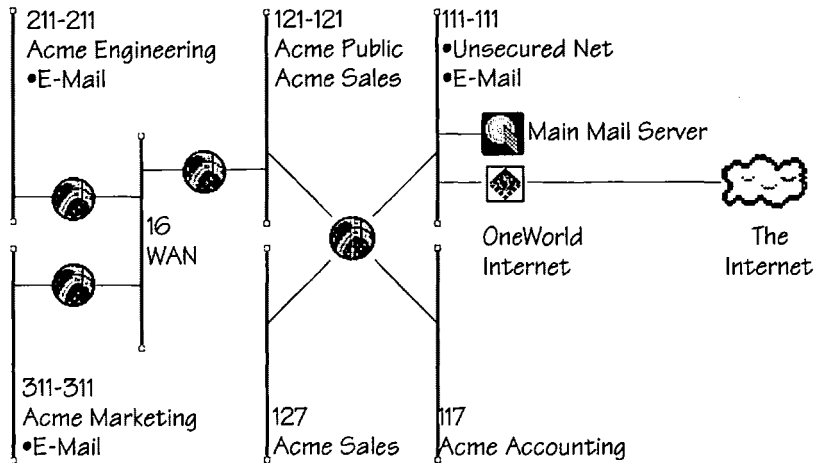 211-211
Acme Engineering
•E-Mail
121-121
Acme Public
Acme Sales
111-111
•Unsecured Net
•E-Mail
Main Mail Server
OneWorld
Internet
The
Internet
16
WAN
311-311
Acme Marketing
•E-Mail
127
Acme Sales
117
Acme Accounting